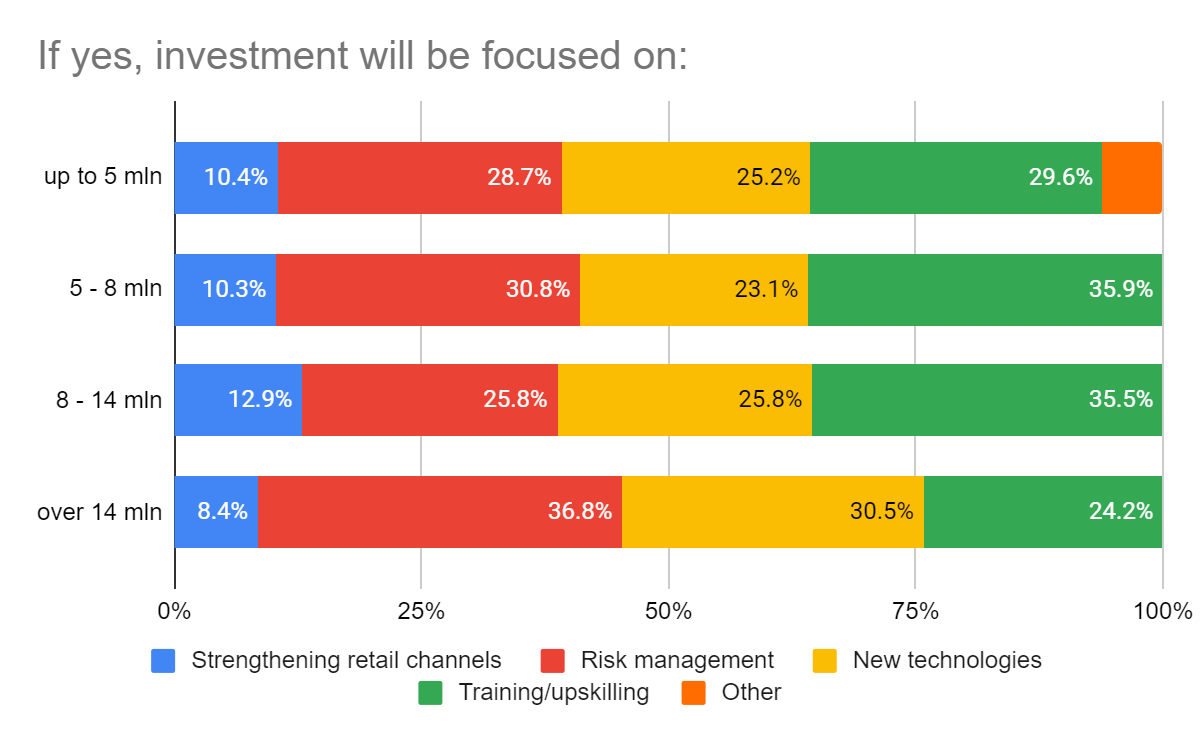 If yes, investment will be focused on:
up to 5 mln 10.4% 28.7% 25.2% 29.6%
5 - 8 mln 10.3% 30.8% 23.1% 35.9%
8 - 14 mln 12.9% 25.8% 25.8% 35.5%
over 14 mln 8.4% 36.8% 30.5% 24.2%
0% 25% 50% 75% 100%
Strengthening retail channels Risk management New technologies
Training/upskilling Other